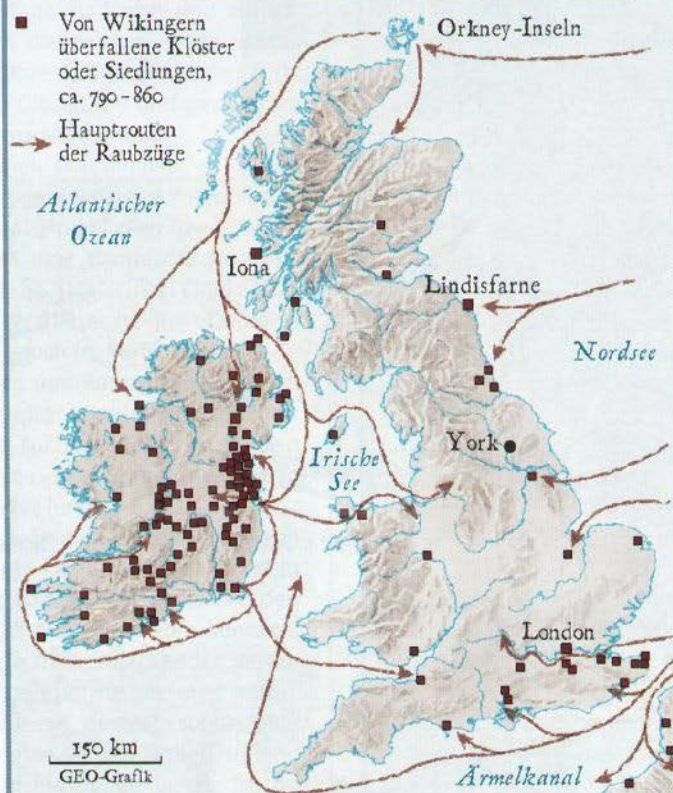 Von Wikingern
überfallene Klöster
oder Siedlungen,
ca. 790–860
Hauptrouten
der Raubzüge
Orkney-Inseln
Atlantischer
Ozean
Iona
Lindisfarne
Nordsee
York
Irische
See
London
150 km
GEO-Grafik
Ärmelkanal